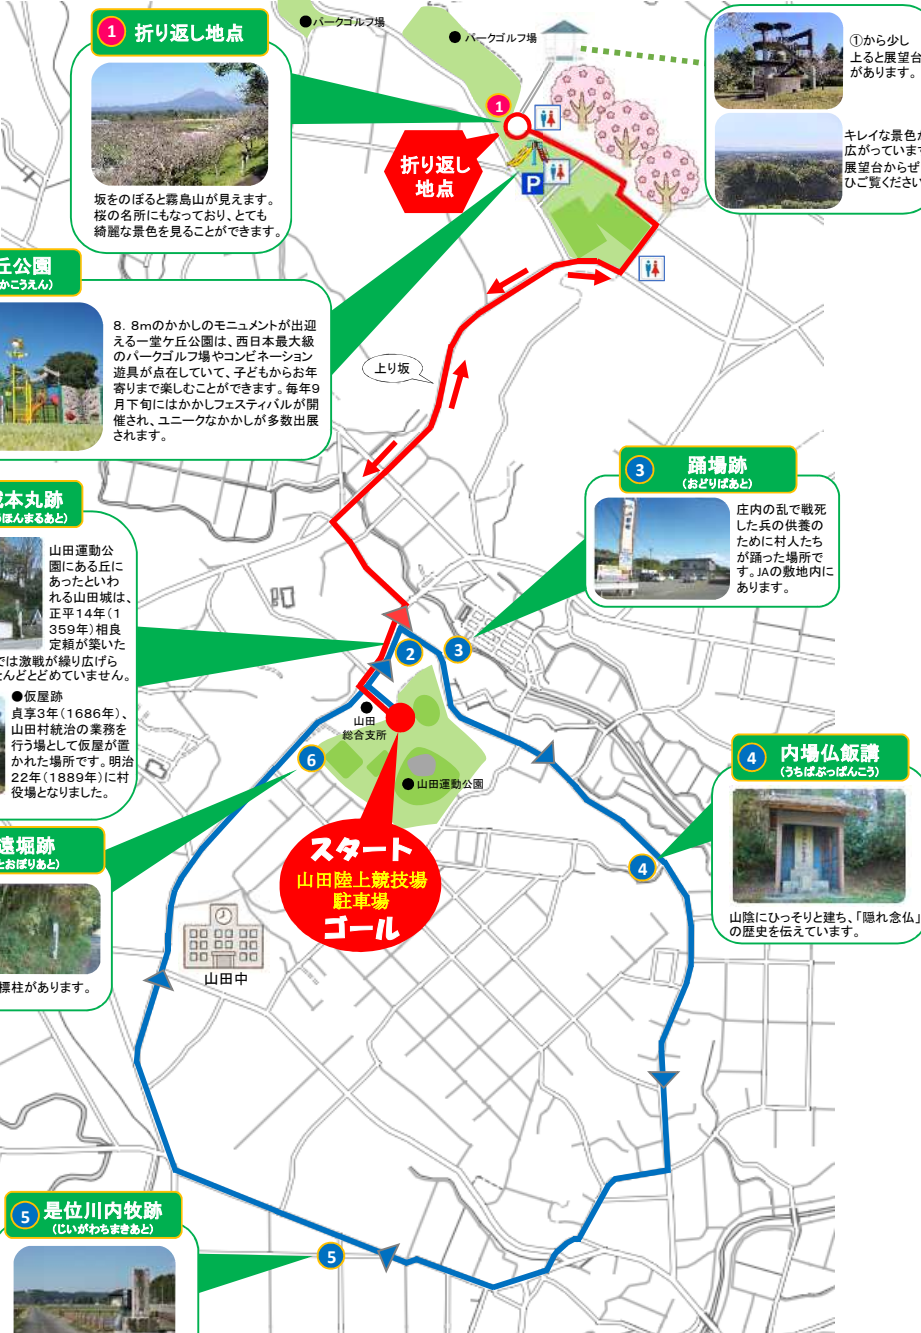 1 折り返し地点
坂をのぼると霧島山が見えます。
桜の名所にもなっており、とても
綺麗な景色を見ることができます。
●パークゴルフ場
●パークゴルフ場
①から少し
上ると展望台
があります。
キレイな景色が
広がっています
展望台からぜ
ひご覧ください
1
折り返し
地点
P
丘公園
かこうえん)
8.8mのかかしのモニュメントが出迎
える一堂ケ丘公園は、西日本最大級
のパークゴルフ場やコンビネーション
遊具が点在していて、子どもからお年
寄りまで楽しむことができます。毎年9
月下旬にはかかしフェスティバルが開
催され、ユニークなかかしが多数出展
されます。
上り坂
3 踊場跡
(おどりばあと)
庄内の乱で戦死
した兵の供養の
ために村人たち
が踊った場所で
す。JAの敷地内に
あります。
城本丸跡
ほんまるあと)
山田運動公
園にある丘に
あったといわ
れる山田城は、
正平14年(1
359年)相良
定頼が築いた
では激戦が繰り広げら
とんどとどめていません。
●仮屋跡
貞享3年(1686年)、
山田村統治の業務を
行う場として仮屋が置
かれた場所です。明治
22年(1889年)に村
役場となりました。
2
3
●
山田
総合支所
●山田運動公園
6
4 内場仏飯講
(うちばぶっぱんこう)
山陰にひっそりと建ち、「隠れ念仏」
の歴史を伝えています。
4
スタート
山田陸上競技場
駐車場
ゴール
遠堀跡
とおぼりあと)
標柱があります。
山田中
5 是位川内牧跡
(じいがわちまきあと)
5